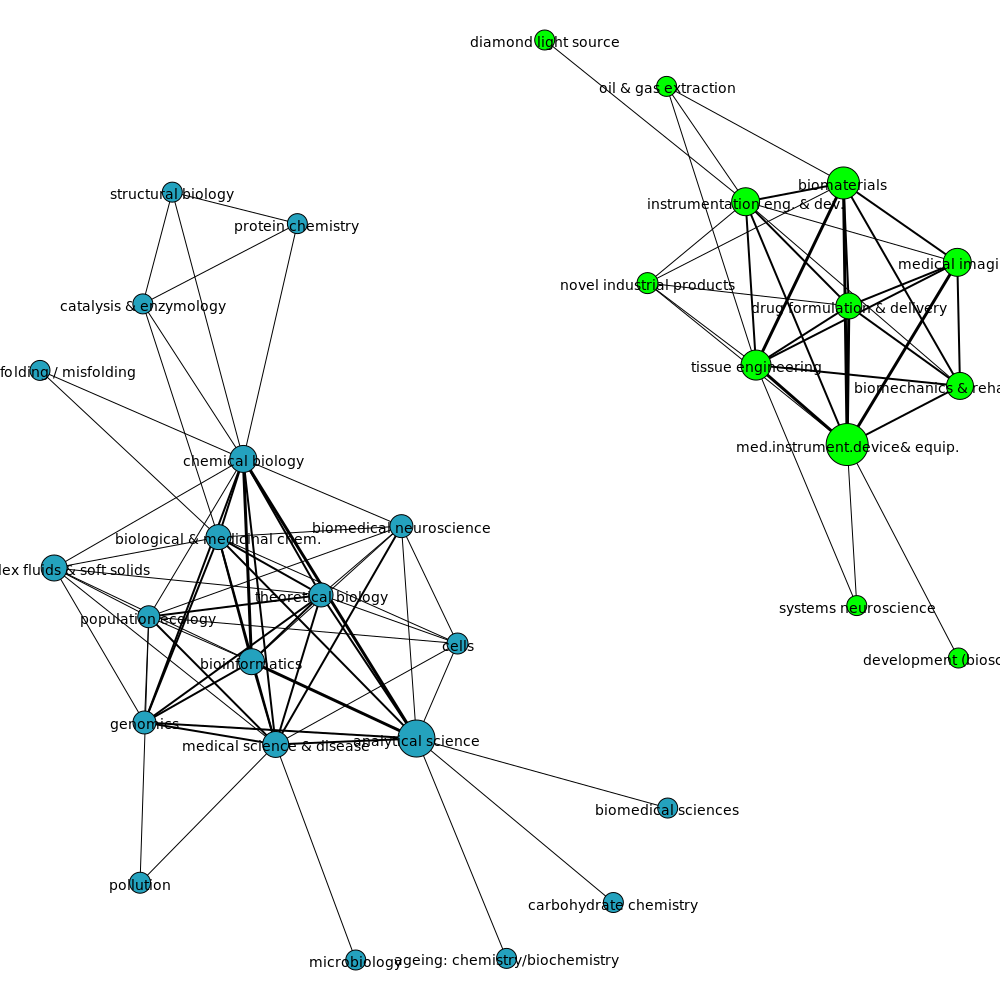 diamond light source
oil & gas extraction
biomaterials
structural biology
instrumentation eng. & dev.
protein chemistry
medical imagi
novel industrial products
catalysis & enzymology
drug formulation & delivery
tissue engineering
folding / misfolding
biomechanics & reha
med.instrument.device& equip.
chemical biology
biomedical neuroscience
biological & medicinal chem.
lex fluids & soft solids
theoretical biology
systems neuroscience
population ecology
cells
development (biosc
bioinformatics
genomics
analytical science
medical science & disease
biomedical sciences
pollution
carbohydrate chemistry
ageing: chemistry/biochemistry
microbiology